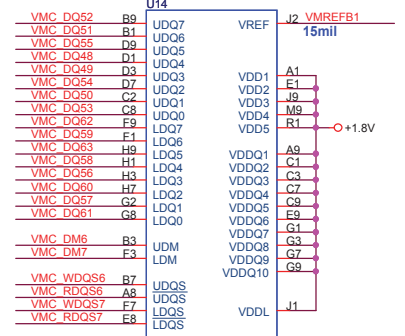 U14
VMC_DQ52 B9 UDQ7 VREF J2 VMREFB1
VMC_DQ51 B1 UDQ6 15mil
VMC_DQ55 D9 UDQ5
VMC_DQ48 D1 UDQ4
VMC_DQ49 D3 UDQ3 VDD1 A1
VMC_DQ54 D7 UDQ2 VDD2 E1
VMC_DQ50 C2 UDQ1 VDD3 J9
VMC_DQ53 C8 UDQ0 VDD4 M9
VMC_DQ62 F9 LDQ7 VDD5 R1 +1.8V
VMC_DQ59 F1 LDQ6
VMC_DQ63 H9 LDQ5 VDDQ1 A9
VMC_DQ58 H1 LDQ4 VDDQ2 C1
VMC_DQ56 H3 LDQ3 VDDQ3 C3
VMC_DQ60 H7 LDQ2 VDDQ4 C7
VMC_DQ57 G2 LDQ1 VDDQ5 C9
VMC_DQ61 G8 LDQ0 VDDQ6 E9
VDDQ7 G1
VMC_DM6 B3 UDM VDDQ8 G3
VMC_DM7 F3 LDM VDDQ9 G7
VDDQ10 G9
VMC_WDQS6 B7 UDQS
VMC_RDQS6 A8 UDQS
VMC_WDQS7 F7 LDQS VDDL J1
VMC_RDQS7 E8 LDQS